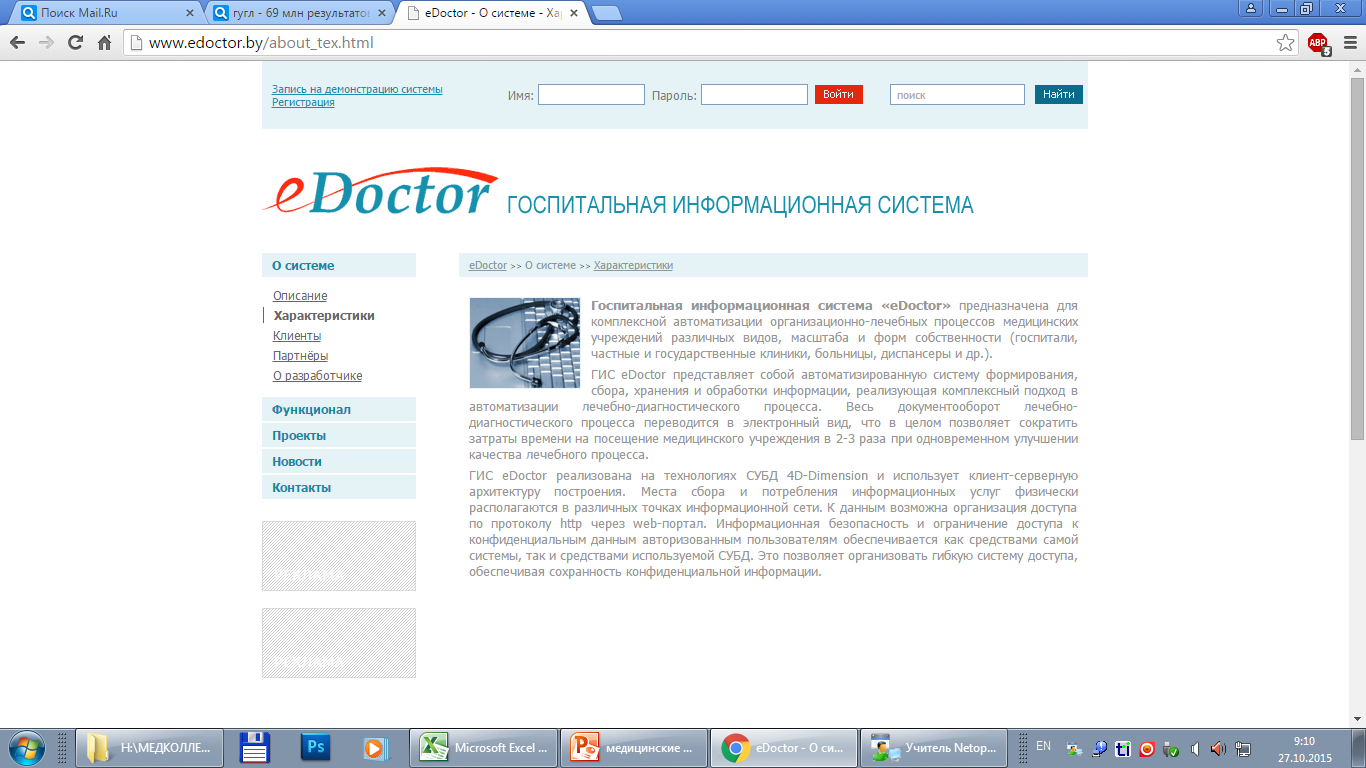 Поиск Mail.Ru
гугл - 69 млн результатов
eDoctor - О системе - Ха
www.edoctor.by/about_tex.html
ABP
5
Запись на демонстрацию системы
Регистрация
Имя:
Пароль:
Войти
поиск
Найти
eDoctor ГОСПИТАЛЬНАЯ ИНФОРМАЦИОННАЯ СИСТЕМА
О системе
Описание
Характеристики
Клиенты
Партнёры
О разработчике
Функционал
Проекты
Новости
Контакты
РЕКЛАМА
РЕКЛАМА
eDoctor >> О системе >> Характеристики
Госпитальная информационная система «eDoctor» предназначена для
комплексной автоматизации организационно-лечебных процессов медицинских
учреждений различных видов, масштаба и форм собственности (госпитали,
частные и государственные клиники, больницы, диспансеры и др.).
ГИС eDoctor представляет собой автоматизированную систему формирования,
сбора, хранения и обработки информации, реализующая комплексный подход в
автоматизации лечебно-диагностического процесса. Весь документооборот лечебно-
диагностического процесса переводится в электронный вид, что в целом позволяет сократить
затраты времени на посещение медицинского учреждения в 2-3 раза при одновременном улучшении
качества лечебного процесса.
ГИС eDoctor реализована на технологиях СУБД 4D-Dimension и использует клиент-серверную
архитектуру построения. Места сбора и потребления информационных услуг физически
располагаются в различных точках информационной сети. К данным возможна организация доступа
по протоколу http через web-портал. Информационная безопасность и ограничение доступа к
конфиденциальным данным авторизованным пользователям обеспечивается как средствами самой
системы, так и средствами используемой СУБД. Это позволяет организовать гибкую систему доступа,
обеспечивая сохранность конфиденциальной информации.
H:\МЕДКОЛЛЕ...
Ps
Microsoft Excel ...
медицинские ...
eDoctor - О си...
Учитель Netop...
EN
9:10
27.10.2015